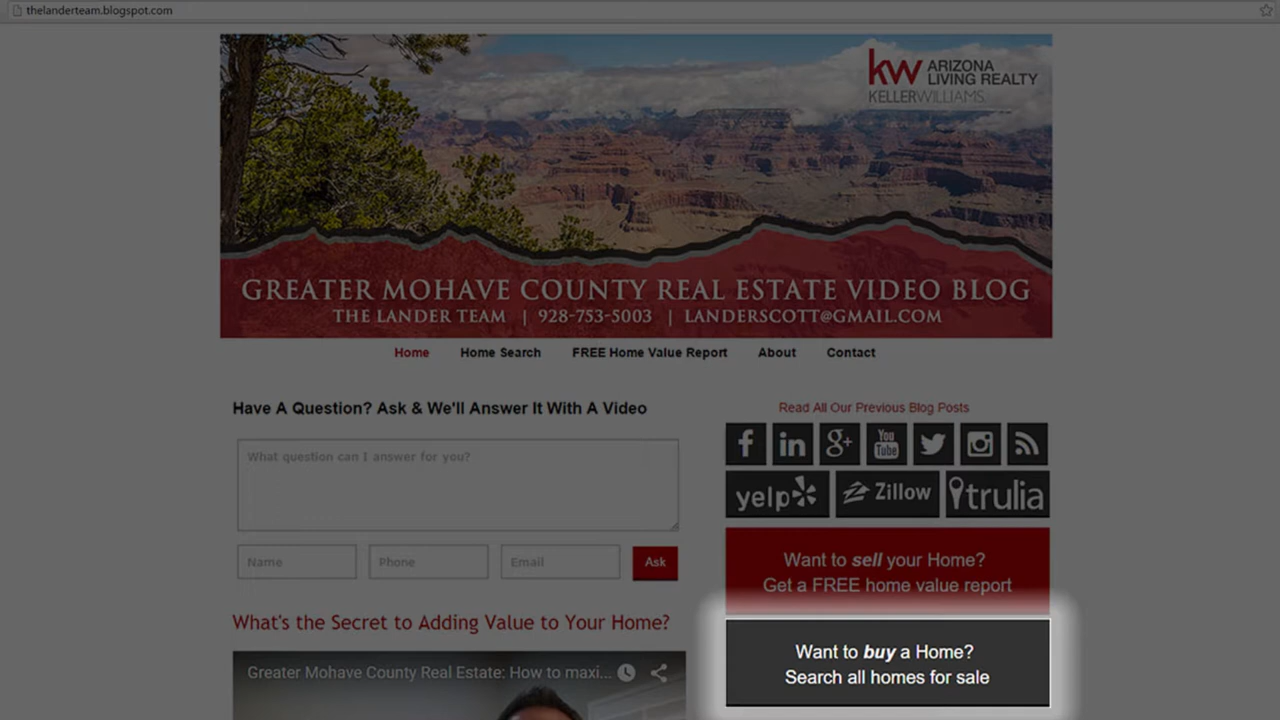 thelanderteam.blogspot.com
kw ARIZONA
LIVING REALTY
KELLERWILLIAMS
GREATER MOHAVE COUNTY REAL ESTATE VIDEO BLOG
THE LANDER TEAM | 928-753-5003 | LANDERSCOTT@GMAIL.COM
Home Home Search FREE Home Value Report About Contact
Have A Question? Ask & We'll Answer It With A Video
What question can I answer for you?
Name Phone Email Ask
What's the Secret to Adding Value to Your Home?
Greater Mohave County Real Estate: How to maxi...
Read All Our Previous Blog Posts
f in g+ You Tube
yelp Zillow trulia
Want to sell your Home?
Get a FREE home value report
Want to buy a Home?
Search all homes for sale